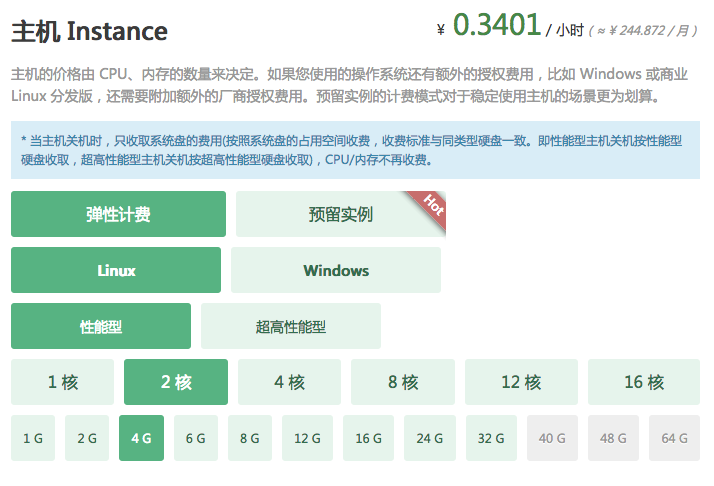 主机 Instance
¥ 0.3401 / 小时 ( ≈ ¥ 244.872 / 月 )
主机的价格由 CPU、内存的数量来决定。如果您使用的操作系统还有额外的授权费用，比如 Windows 或商业
Linux 分发版，还需要附加额外的厂商授权费用。预留实例的计费模式对于稳定使用主机的场景更为划算。
* 当主机关机时，只收取系统盘的费用(按照系统盘的占用空间收费，收费标准与同类型硬盘一致。即性能型主机关机按性能型
硬盘收取，超高性能型主机关机按超高性能型硬盘收取)，CPU/内存不再收费。
弹性计费 预留实例 Hot
Linux Windows
性能型 超高性能型
1 核 2 核 4 核 8 核 12 核 16 核
1 G 2 G 4 G 6 G 8 G 12 G 16 G 24 G 32 G 40 G 48 G 64 G